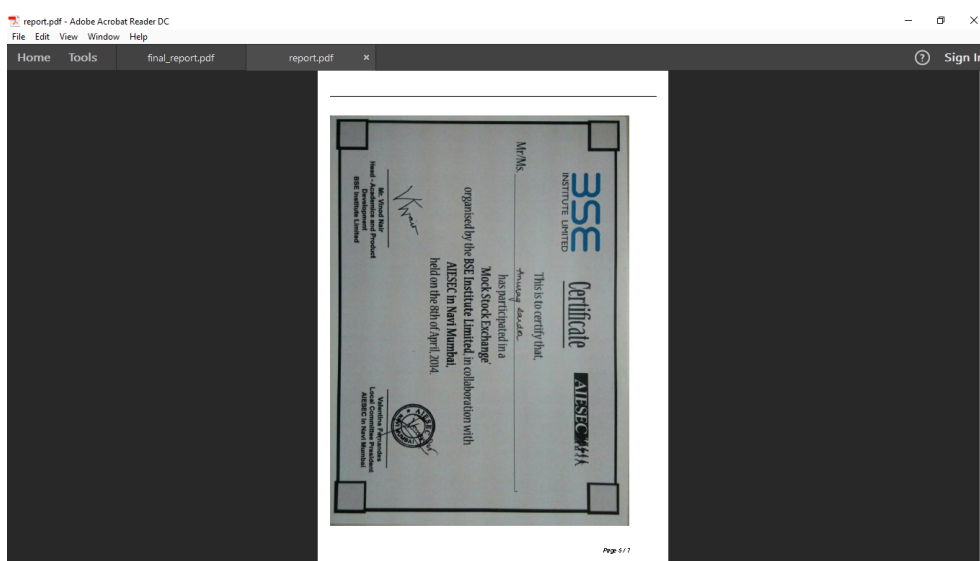 report.pdf - Adobe Acrobat Reader DC
File Edit View Window Help
Home Tools final_report.pdf report.pdf × ? Sign In
BSE
INSTITUTE LIMITED
Certificate
AIESEC
This is to certify that,
Mr/Ms. Anurag
has participated in a
'Mock Stock Exchange'
organised by the BSE Institute Limited, in collaboration with
AIESEC in Navi Mumbai,
held on the 8th of April, 2014.
Mr. Vinod Nair
Head - Academics and Product
Development
BSE Institute Limited
Valentina Fernandes
Local Committee President
AIESEC in Navi Mumbai